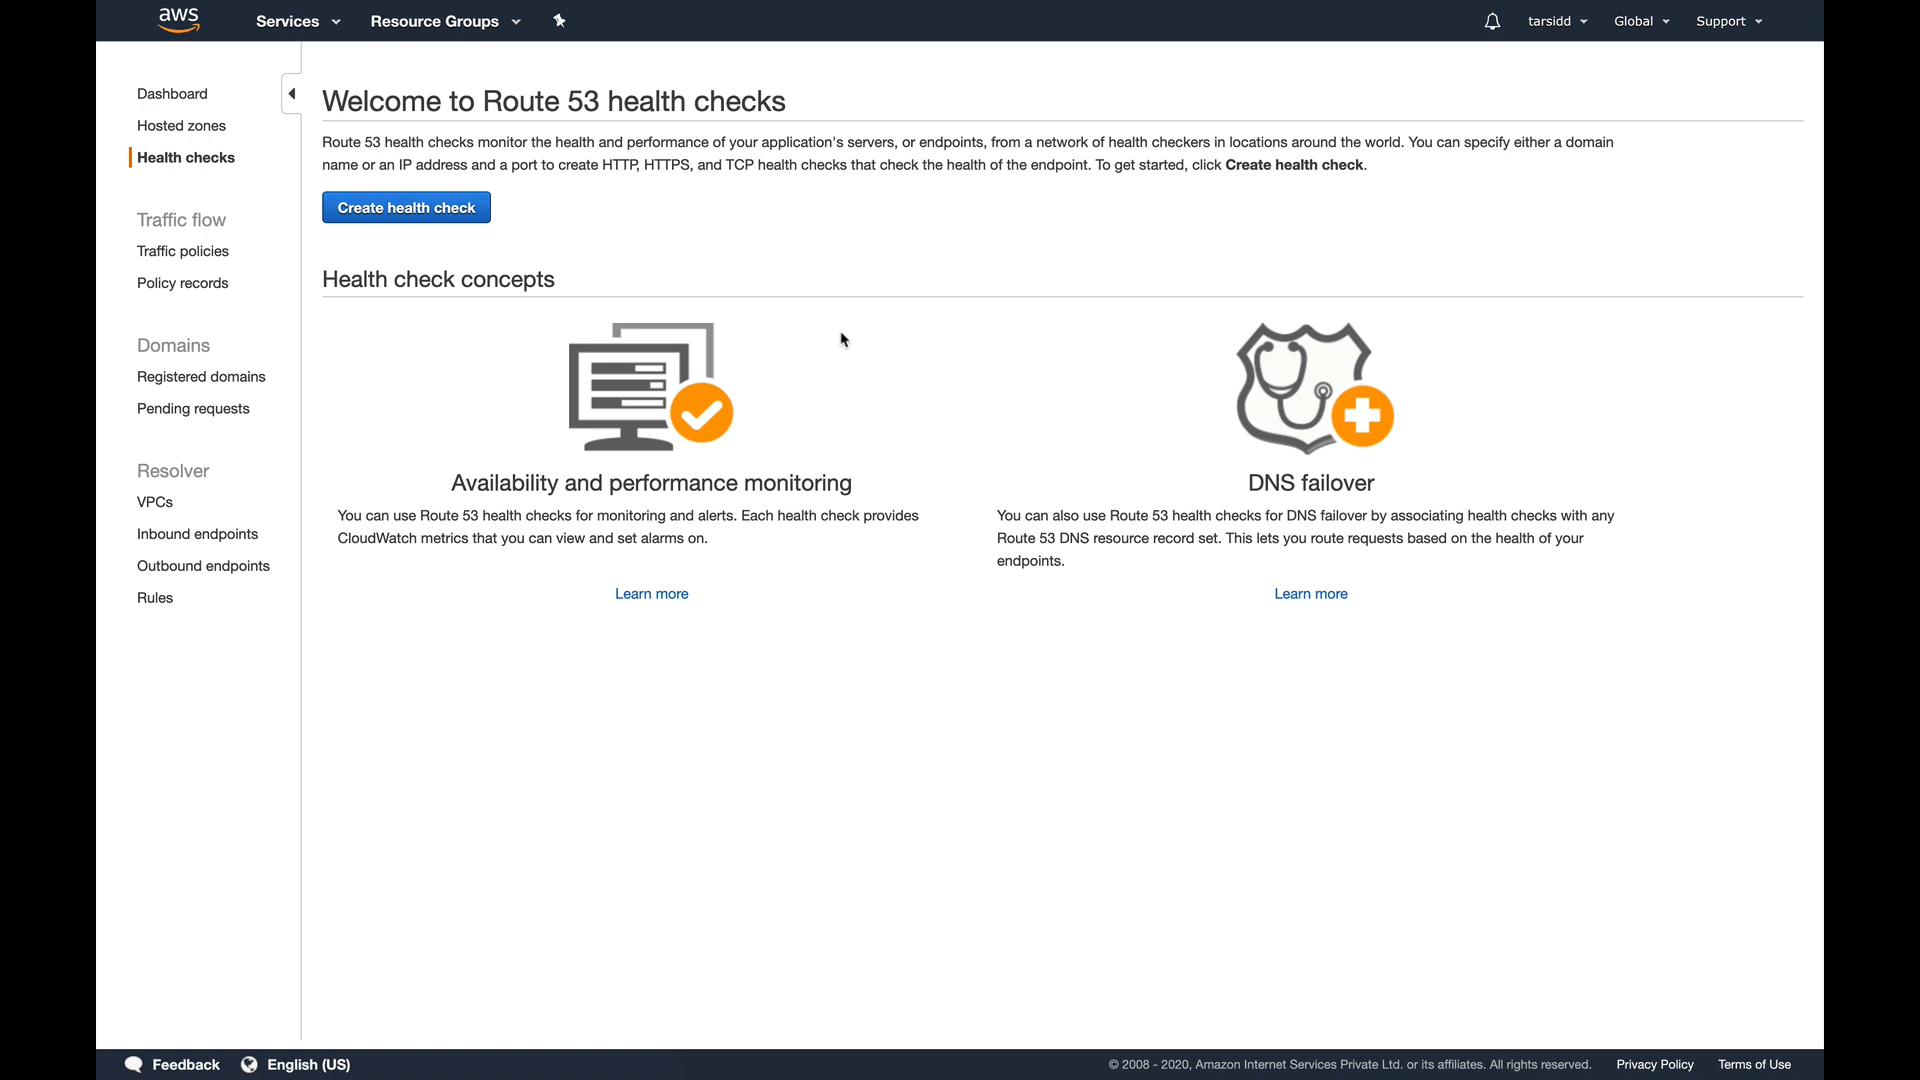 aws
Services
Resource Groups
tarsidd
Global
Support
Dashboard
Hosted zones
Health checks
Traffic flow
Traffic policies
Policy records
Domains
Registered domains
Pending requests
Resolver
VPCs
Inbound endpoints
Outbound endpoints
Rules
Welcome to Route 53 health checks
Route 53 health checks monitor the health and performance of your application's servers, or endpoints, from a network of health checkers in locations around the world. You can specify either a domain
name or an IP address and a port to create HTTP, HTTPS, and TCP health checks that check the health of the endpoint. To get started, click Create health check.
Create health check
Health check concepts
Availability and performance monitoring
You can use Route 53 health checks for monitoring and alerts. Each health check provides
CloudWatch metrics that you can view and set alarms on.
Learn more
DNS failover
You can also use Route 53 health checks for DNS failover by associating health checks with any
Route 53 DNS resource record set. This lets you route requests based on the health of your
endpoints.
Learn more
Feedback
English (US)
© 2008 - 2020, Amazon Internet Services Private Ltd. or its affiliates. All rights reserved.
Privacy Policy
Terms of Use